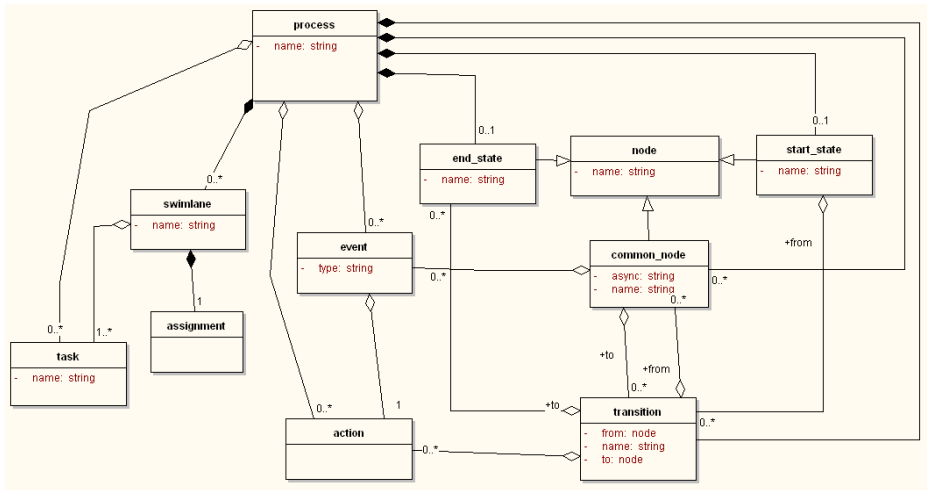 process
- name: string
0..1
0..1
node
- name: string
start_state
- name: string
end_state
- name: string
0..*
swimlane
- name: string
0..*
0..*
event
- type: string
+from
common_node
- async: string
- name: string
0..*
0..*
0..*
1
assignment
0..*
1..*
task
- name: string
+to
+from
0..*
0..*
1
+to
transition
- from: node
- name: string
- to: node
0..*
action
0..*